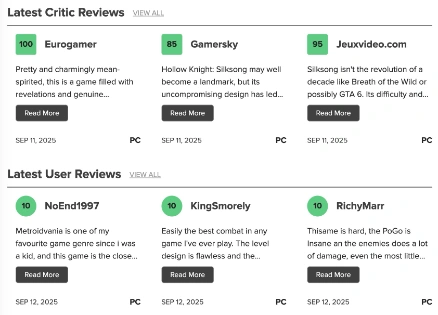 Latest Critic Reviews VIEW ALL
100 Eurogamer 85 Gamersky 95 Jeuxvideo.com
Pretty and charmingly mean-
spirited, this is a game filled with
revelations and genuine...
Read More
SEP 11, 2025 PC
Hollow Knight: Silksong may well
become a landmark, but its
uncompromising design has led...
Read More
SEP 11, 2025 PC
Silksong isn't the revolution of a
decade like Breath of the Wild or
possibly GTA 6. Its difficulty and...
Read More
SEP 11, 2025 PC
Latest User Reviews VIEW ALL
10 NoEnd1997 10 KingSmorely 10 RichyMarr
Metroidvania is one of my
favourite game genre since i was
a kid, and this game is the close...
Read More
SEP 12, 2025 PC
Easily the best combat in any
game I've ever play. The level
design is flawless and the...
Read More
SEP 12, 2025 PC
Thisame is hard, the PoGo is
Insane an the enemies does a lot
of damage, even the most little...
Read More
SEP 12, 2025 PC